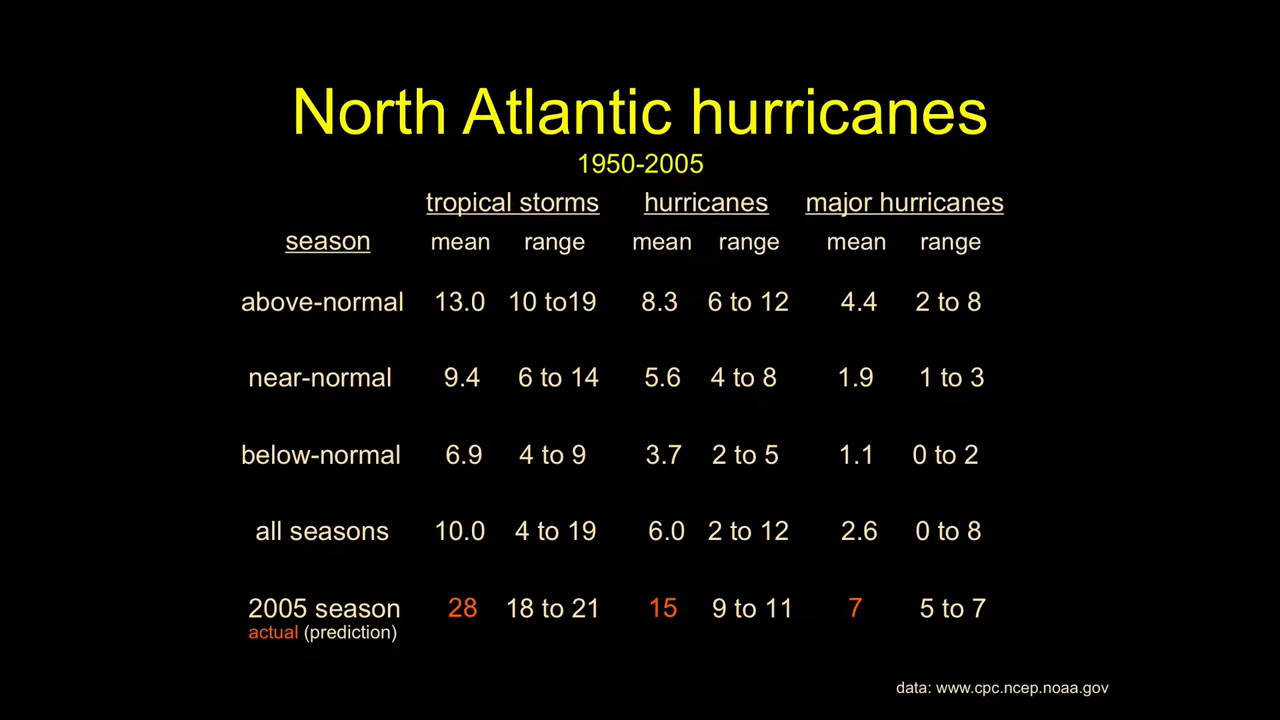 North Atlantic hurricanes
1950-2005
tropical storms hurricanes major hurricanes
season mean range mean range mean range
above-normal 13.0 10 to19 8.3 6 to 12 4.4 2 to 8
near-normal 9.4 6 to 14 5.6 4 to 8 1.9 1 to 3
below-normal 6.9 4 to 9 3.7 2 to 5 1.1 0 to 2
all seasons 10.0 4 to 19 6.0 2 to 12 2.6 0 to 8
2005 season 28 18 to 21 15 9 to 11 7 5 to 7
actual (prediction)
data: www.cpc.ncep.noaa.gov